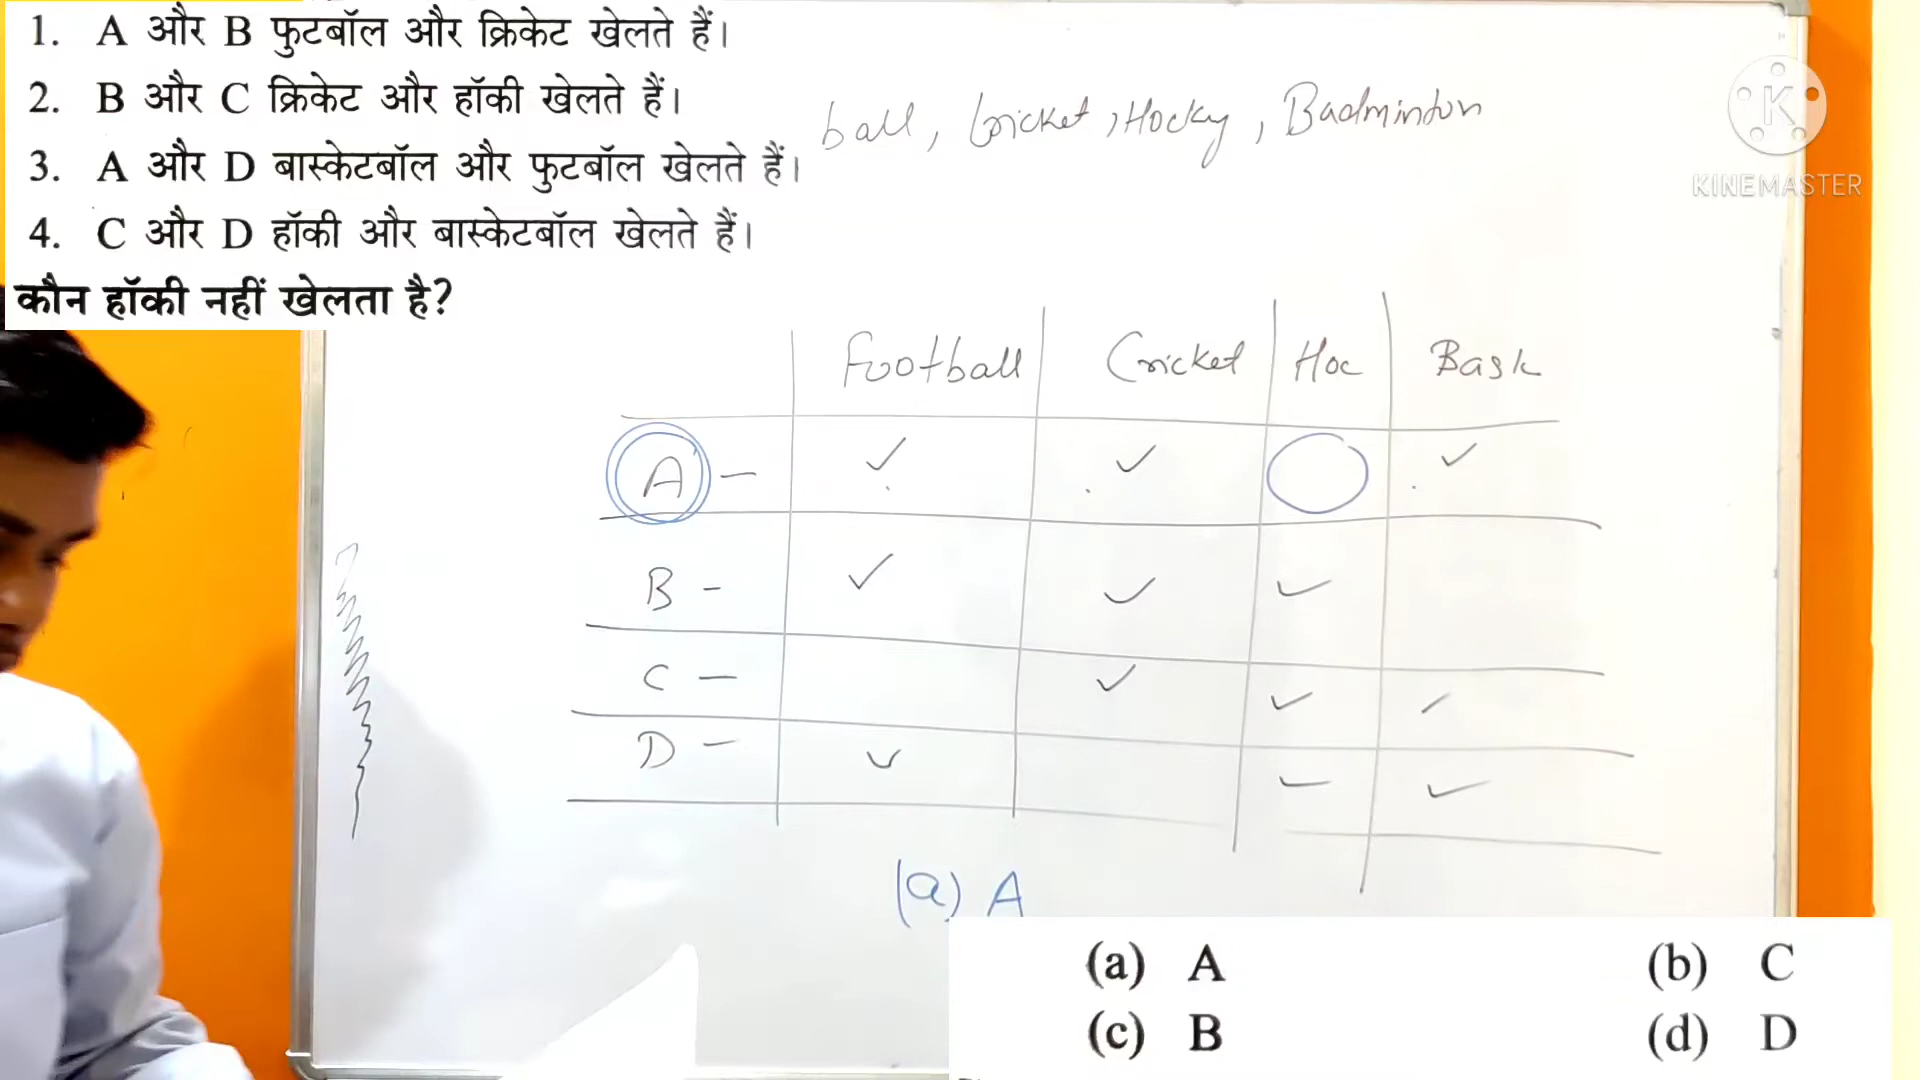 1. A और B फुटबॉल और क्रिकेट खेलते हैं।
2. B और C क्रिकेट और हॉकी खेलते हैं।
3. A और D बास्केटबॉल और फुटबॉल खेलते हैं।
4. C और D हॉकी और बास्केटबॉल खेलते हैं।
कौन हॉकी नहीं खेलता है?
ball, Cricket, Hocky, Badminton
K
KINEMASTER
Football Cricket Hoc Bask
A – ✓ ✓ ✓
B – ✓ ✓ ✓
C – ✓ ✓ ✓
D – ✓ ✓ ✓
(a) A
(a) A (b) C
(c) B (d) D